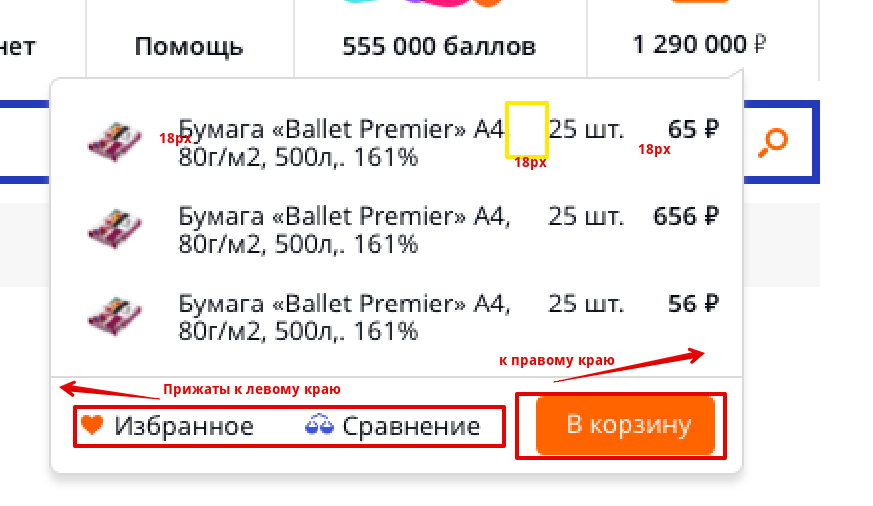 нет Помощь 555 000 баллов 1 290 000 ₽
Бумага «Ballet Premier» А4, 25 шт. 65 ₽
18px 18px
80г/м2, 500л,. 161% 18px
Бумага «Ballet Premier» А4, 25 шт. 656 ₽
80г/м2, 500л,. 161%
Бумага «Ballet Premier» А4, 25 шт. 56 ₽
80г/м2, 500л,. 161%
к правому краю
Прижаты к левому краю
Избранное Сравнение В корзину